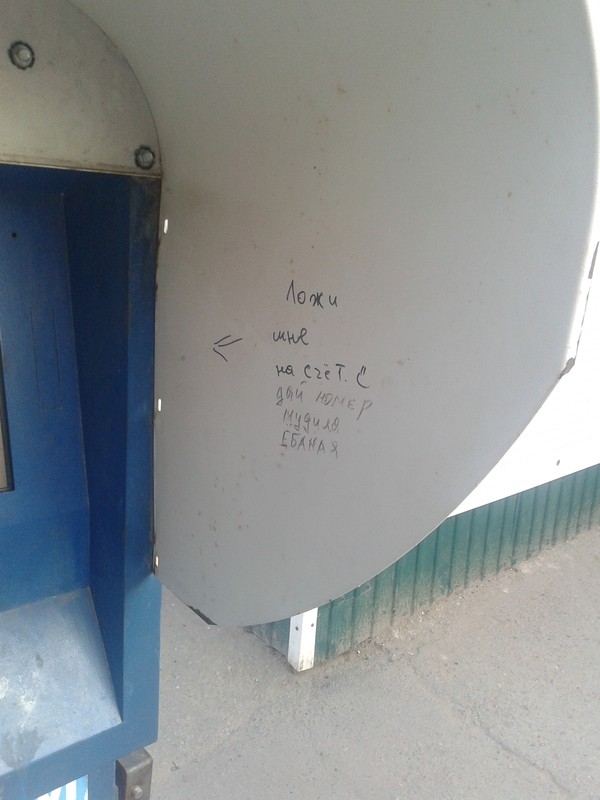 Ложи
мне
на счёт.
дай номер
мудила
ЕБАНАЯ